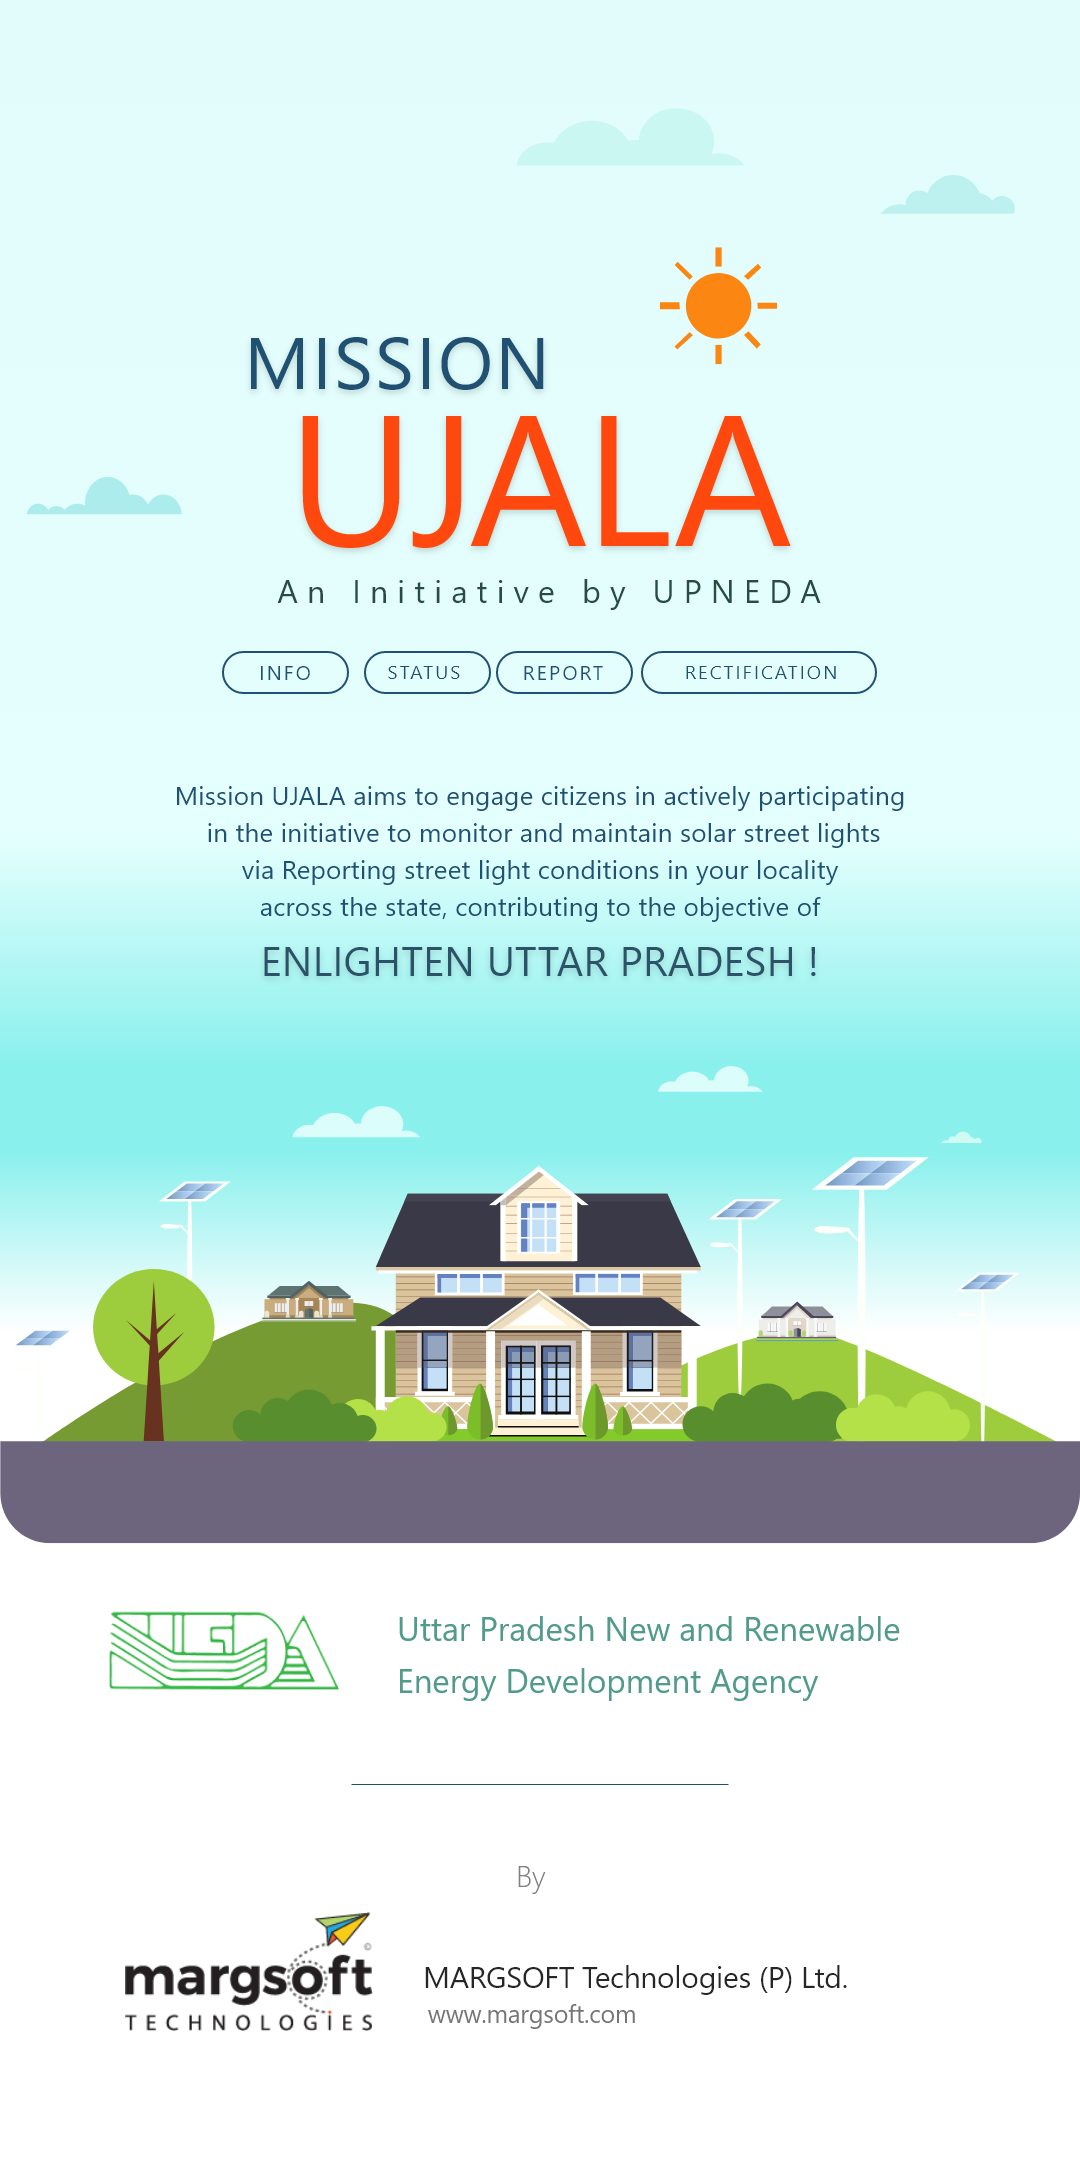 MISSION
UJALA
An Initiative by UPNEDA
INFO STATUS REPORT RECTIFICATION
Mission UJALA aims to engage citizens in actively participating
in the initiative to monitor and maintain solar street lights
via Reporting street light conditions in your locality
across the state, contributing to the objective of
ENLIGHTEN UTTAR PRADESH !
NEDA
Uttar Pradesh New and Renewable
Energy Development Agency
By
margsoft ©
TECHNOLOGIES
MARGSOFT Technologies (P) Ltd.
www.margsoft.com